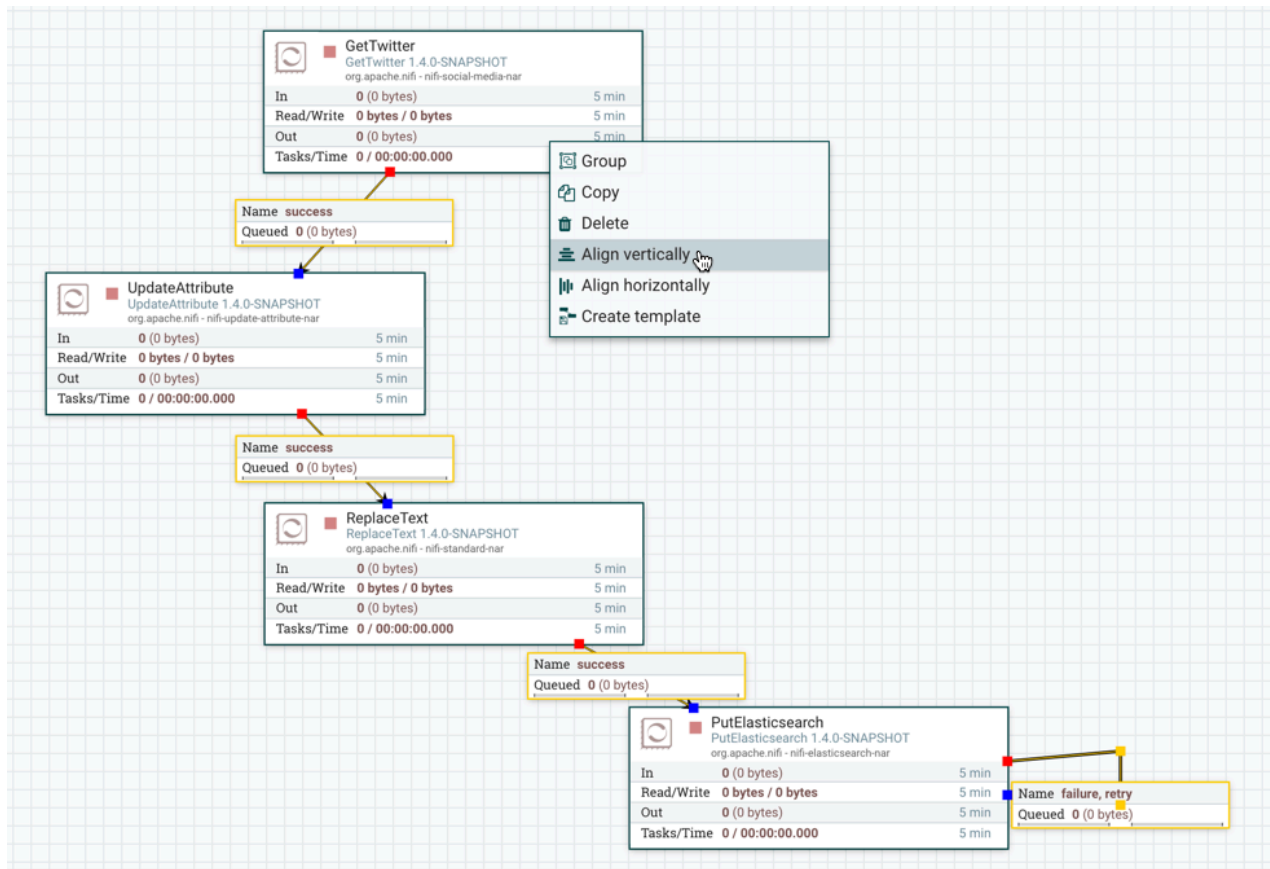 GetTwitter
GetTwitter 1.4.0-SNAPSHOT
org.apache.nifi - nifi-social-media-nar
In 0 (0 bytes) 5 min
Read/Write 0 bytes / 0 bytes 5 min
Out 0 (0 bytes) 5 min
Tasks/Time 0 / 00:00:00.000
Group
Copy
Delete
Align vertically
Align horizontally
Create template
Name success
Queued 0 (0 bytes)
UpdateAttribute
UpdateAttribute 1.4.0-SNAPSHOT
org.apache.nifi - nifi-update-attribute-nar
In 0 (0 bytes) 5 min
Read/Write 0 bytes / 0 bytes 5 min
Out 0 (0 bytes) 5 min
Tasks/Time 0 / 00:00:00.000 5 min
Name success
Queued 0 (0 bytes)
ReplaceText
ReplaceText 1.4.0-SNAPSHOT
org.apache.nifi - nifi-standard-nar
In 0 (0 bytes) 5 min
Read/Write 0 bytes / 0 bytes 5 min
Out 0 (0 bytes) 5 min
Tasks/Time 0 / 00:00:00.000 5 min
Name success
Queued 0 (0 bytes)
PutElasticsearch
PutElasticsearch 1.4.0-SNAPSHOT
org.apache.nifi - nifi-elasticsearch-nar
In 0 (0 bytes) 5 min
Read/Write 0 bytes / 0 bytes 5 min
Out 0 (0 bytes) 5 min
Tasks/Time 0 / 00:00:00.000 5 min
Name failure, retry
Queued 0 (0 bytes)